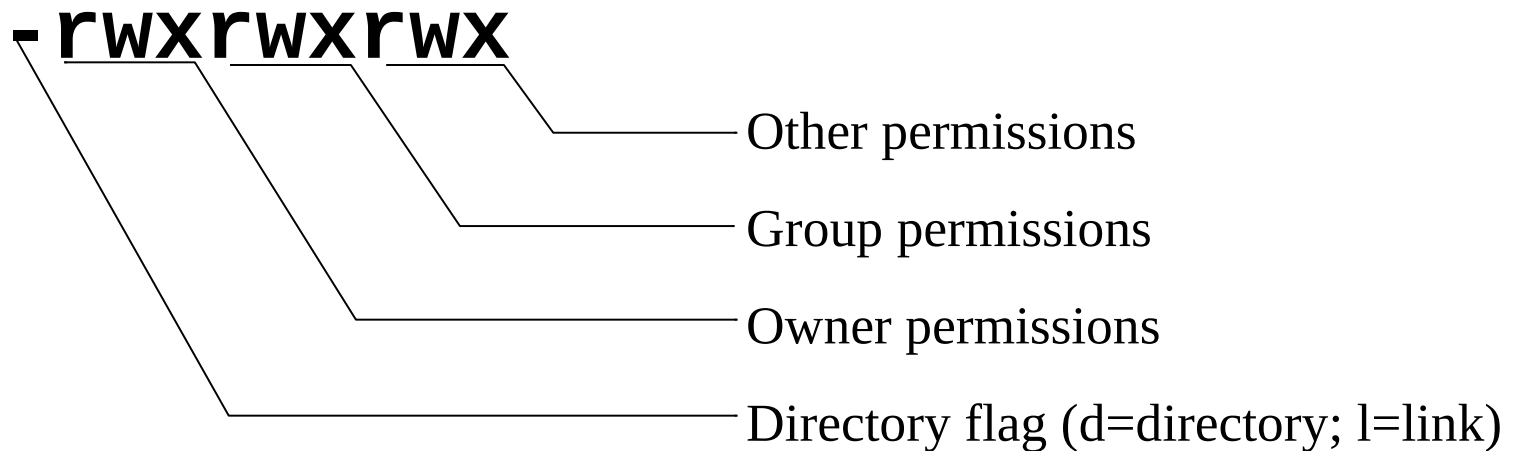 -rwxrwxrwx
Other permissions
Group permissions
Owner permissions
Directory flag (d=directory; l=link)